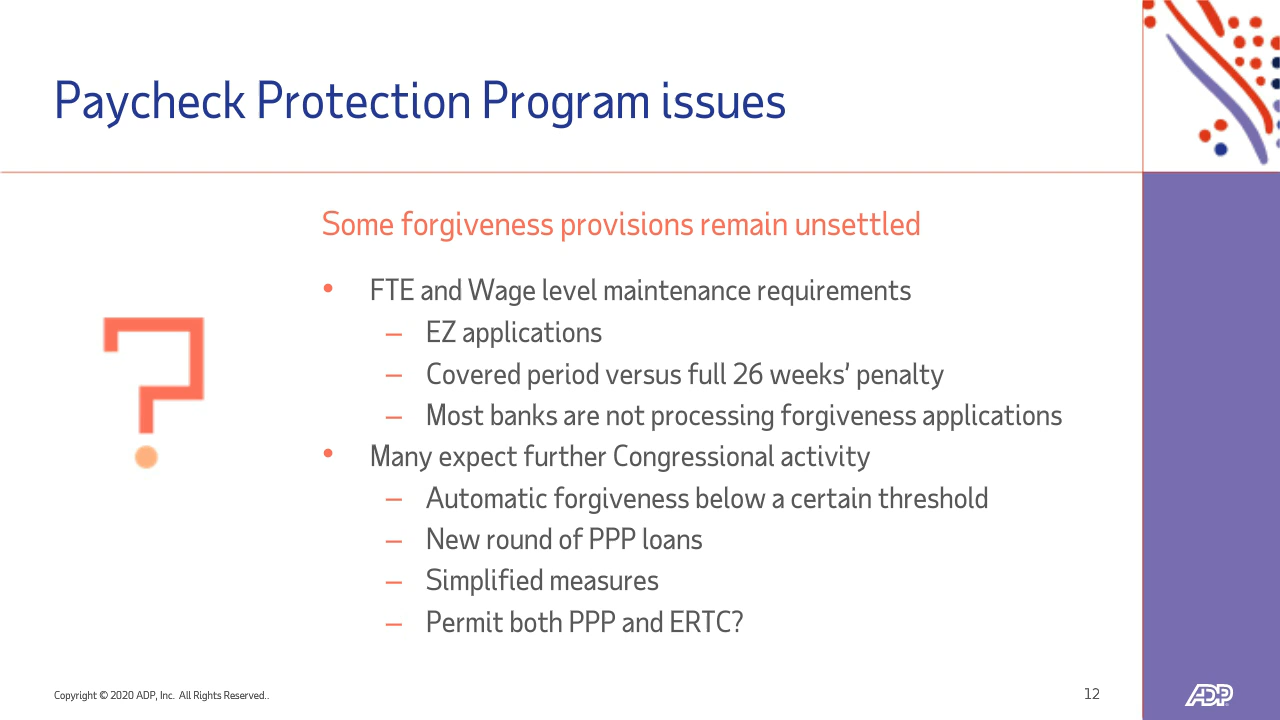 Paycheck Protection Program issues
Some forgiveness provisions remain unsettled
• FTE and Wage level maintenance requirements
– EZ applications
– Covered period versus full 26 weeks' penalty
– Most banks are not processing forgiveness applications
• Many expect further Congressional activity
– Automatic forgiveness below a certain threshold
– New round of PPP loans
– Simplified measures
– Permit both PPP and ERTC?
Copyright © 2020 ADP, Inc. All Rights Reserved..
12
ADP